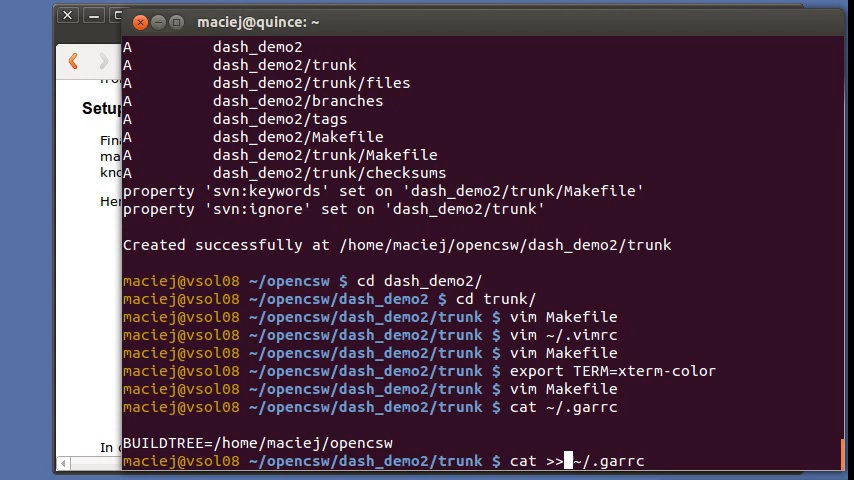 maciej@quince: ~
A dash_demo2
A dash_demo2/trunk
A dash_demo2/trunk/files
A dash_demo2/branches
A dash_demo2/tags
A dash_demo2/Makefile
A dash_demo2/trunk/Makefile
A dash_demo2/trunk/checksums
property 'svn:keywords' set on 'dash_demo2/trunk/Makefile'
property 'svn:ignore' set on 'dash_demo2/trunk'
Created successfully at /home/maciej/opencsw/dash_demo2/trunk
maciej@vsol08 ~/opencsw $ cd dash_demo2/
maciej@vsol08 ~/opencsw/dash_demo2 $ cd trunk/
maciej@vsol08 ~/opencsw/dash_demo2/trunk $ vim Makefile
maciej@vsol08 ~/opencsw/dash_demo2/trunk $ vim ~/.vimrc
maciej@vsol08 ~/opencsw/dash_demo2/trunk $ vim Makefile
maciej@vsol08 ~/opencsw/dash_demo2/trunk $ export TERM=xterm-color
maciej@vsol08 ~/opencsw/dash_demo2/trunk $ vim Makefile
maciej@vsol08 ~/opencsw/dash_demo2/trunk $ cat ~/.garrc
BUILDTREE=/home/maciej/opencsw
maciej@vsol08 ~/opencsw/dash_demo2/trunk $ cat >> ~/.garrc
Setup
Fina
ma
kno
Her
In o